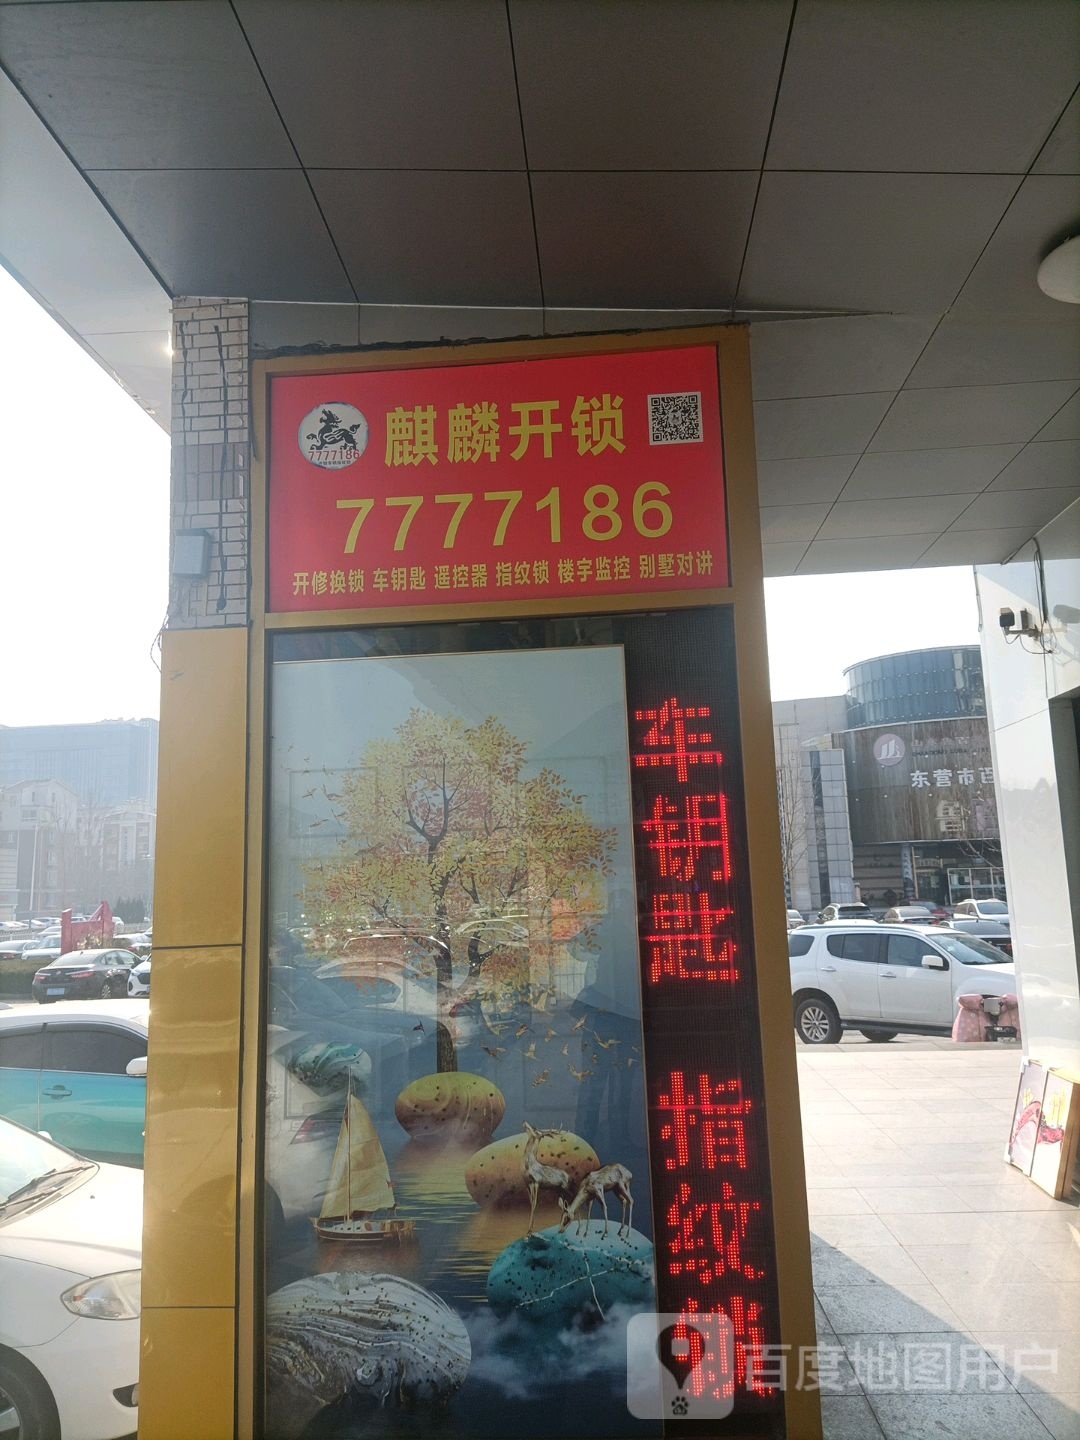 7777186
麒麟开锁
7777186
开修换锁 车钥匙 遥控器 指纹锁 楼宇监控 别墅对讲
车钥匙 指纹锁
东营市百
百度地图用户